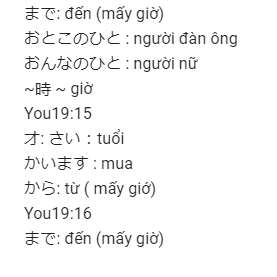 まで: đến (mấy giờ)
おとこのひと : người đàn ông
おんなのひと : người nữ
~時 ~ giờ
You19:15
才: さい : tuổi
かいます : mua
から: từ ( mấy giớ)
You19:16
まで: đến (mấy giờ)